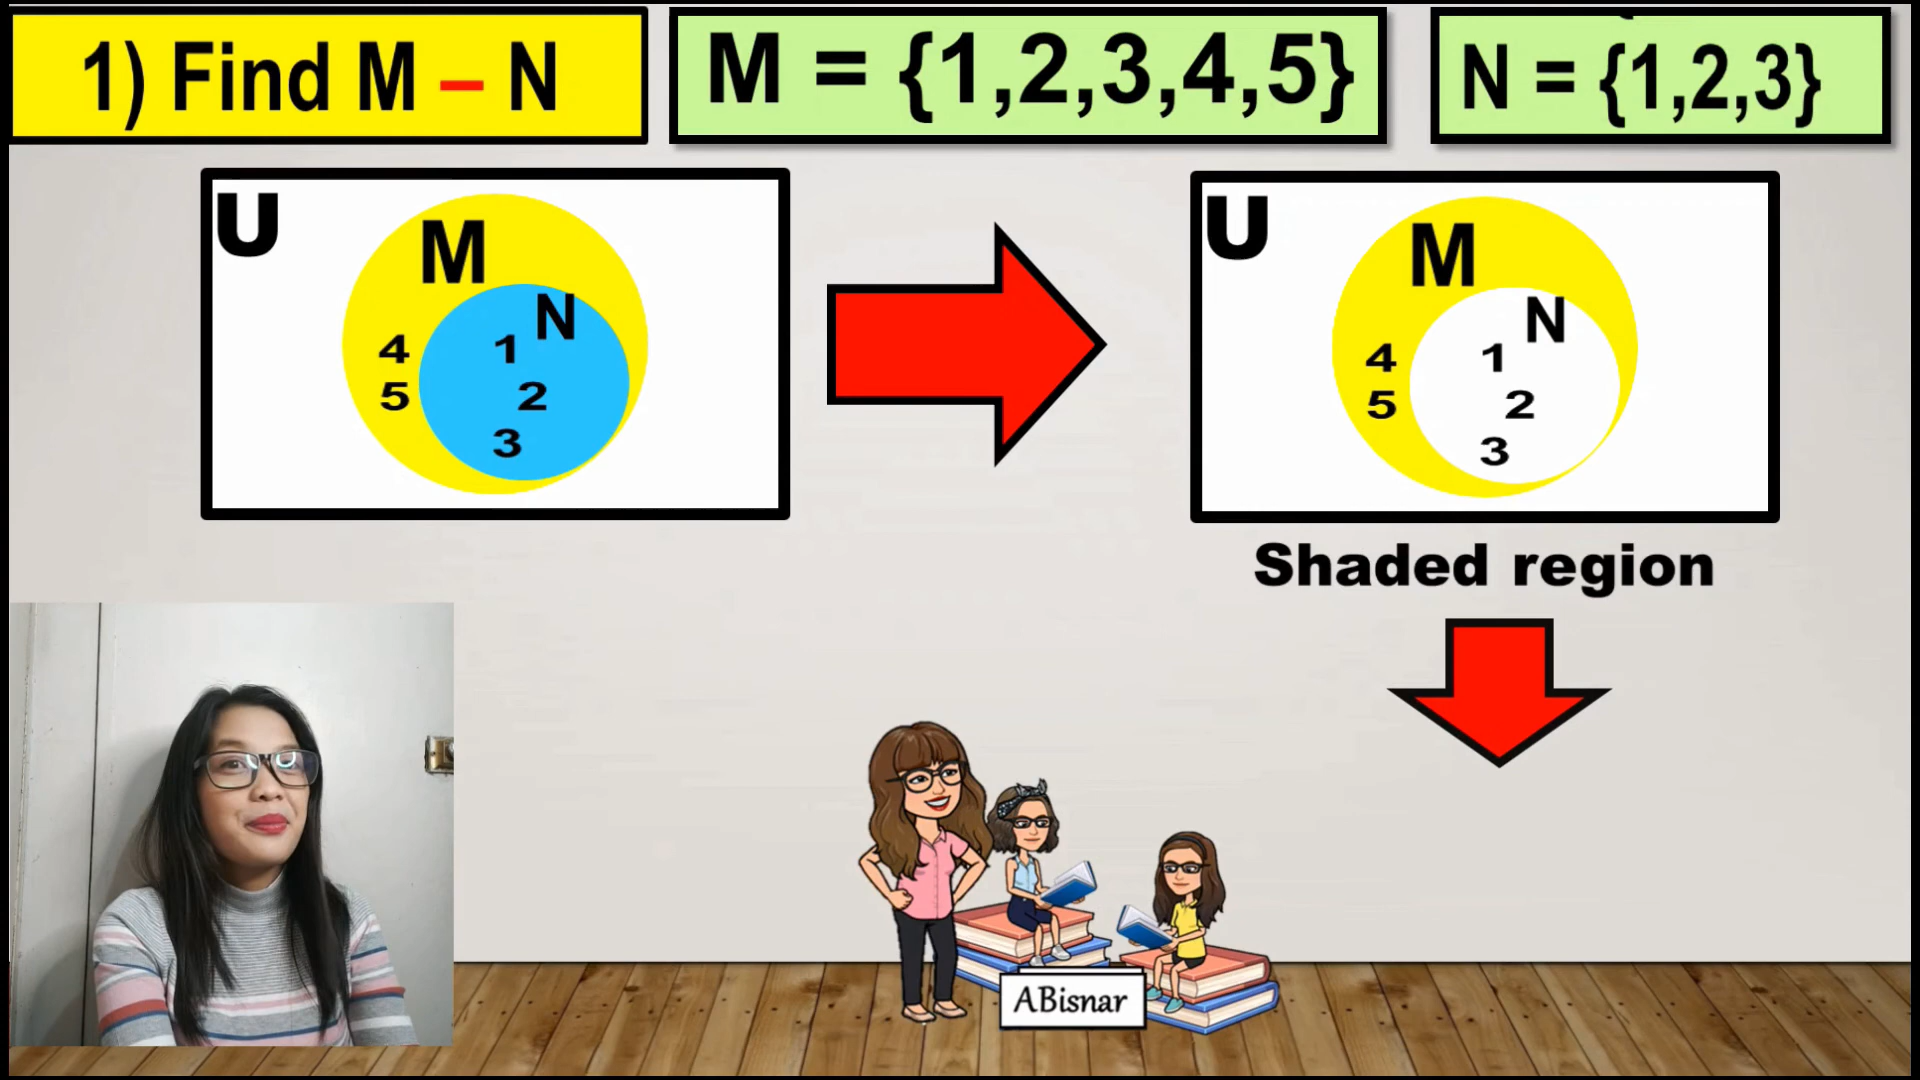 1) Find M – N
M = {1,2,3,4,5}
N = {1,2,3}
U
M
N
4
1
5
2
3
U
M
N
4
1
5
2
3
Shaded region
ABisnar